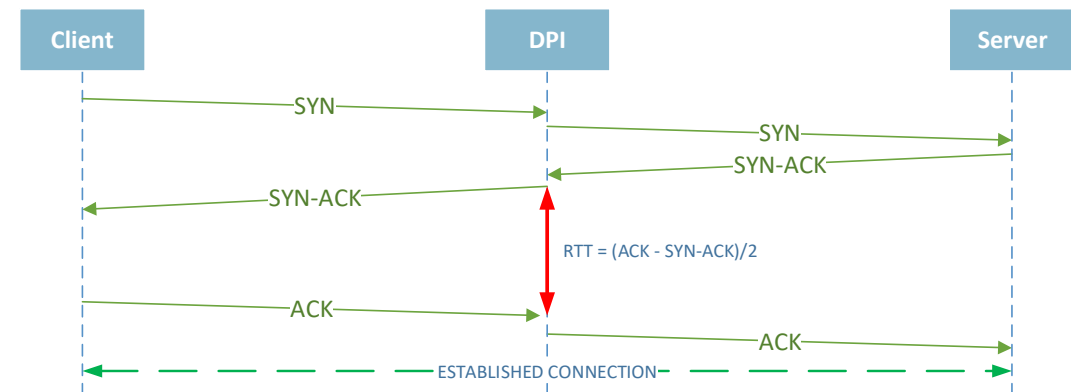 Client
DPI
Server
SYN
SYN
SYN-ACK
SYN-ACK
RTT = (ACK - SYN-ACK)/2
ACK
ACK
ESTABLISHED CONNECTION